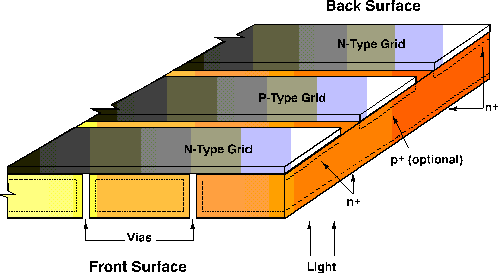 Back Surface
N-Type Grid
P-Type Grid
N-Type Grid
n+
p+ (optional)
n+
Vias
Light
Front Surface